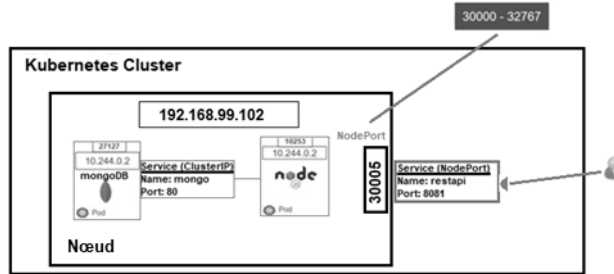 30000 - 32767
Kubernetes Cluster
192.168.99.102
NodePort
27127
10.244.0.2
mongoDB
Pod
Service (ClusterIP)
Name: mongo
Port: 80
10253
10.244.0.2
node
Pod
30005
Service (NodePort)
Name: restapi
Port: 8081
Nœud